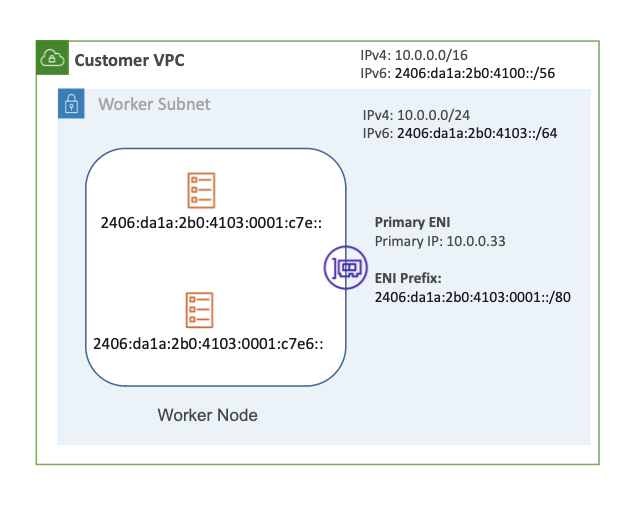 Customer VPC
IPv4: 10.0.0.0/16
IPv6: 2406:da1a:2b0:4100::/56
Worker Subnet
IPv4: 10.0.0.0/24
IPv6: 2406:da1a:2b0:4103::/64
2406:da1a:2b0:4103:0001:c7e::
Primary ENI
Primary IP: 10.0.0.33
ENI Prefix:
2406:da1a:2b0:4103:0001::/80
2406:da1a:2b0:4103:0001:c7e6::
Worker Node